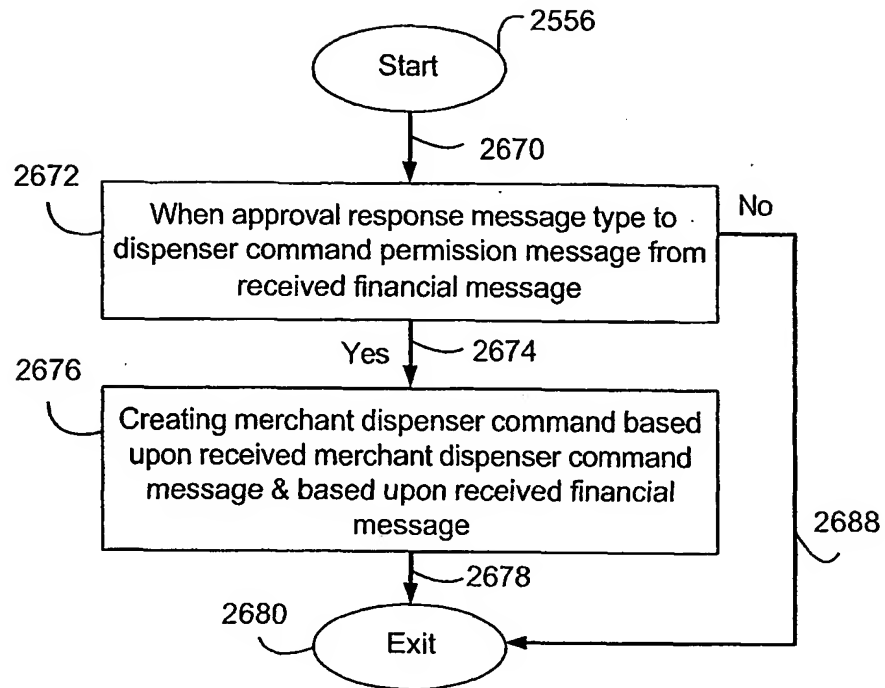 2556
Start
2670
2672
When approval response message type to
dispenser command permission message from
received financial message
No
Yes
2674
2676
Creating merchant dispenser command based
upon received merchant dispenser command
message & based upon received financial
message
2688
2678
2680
Exit